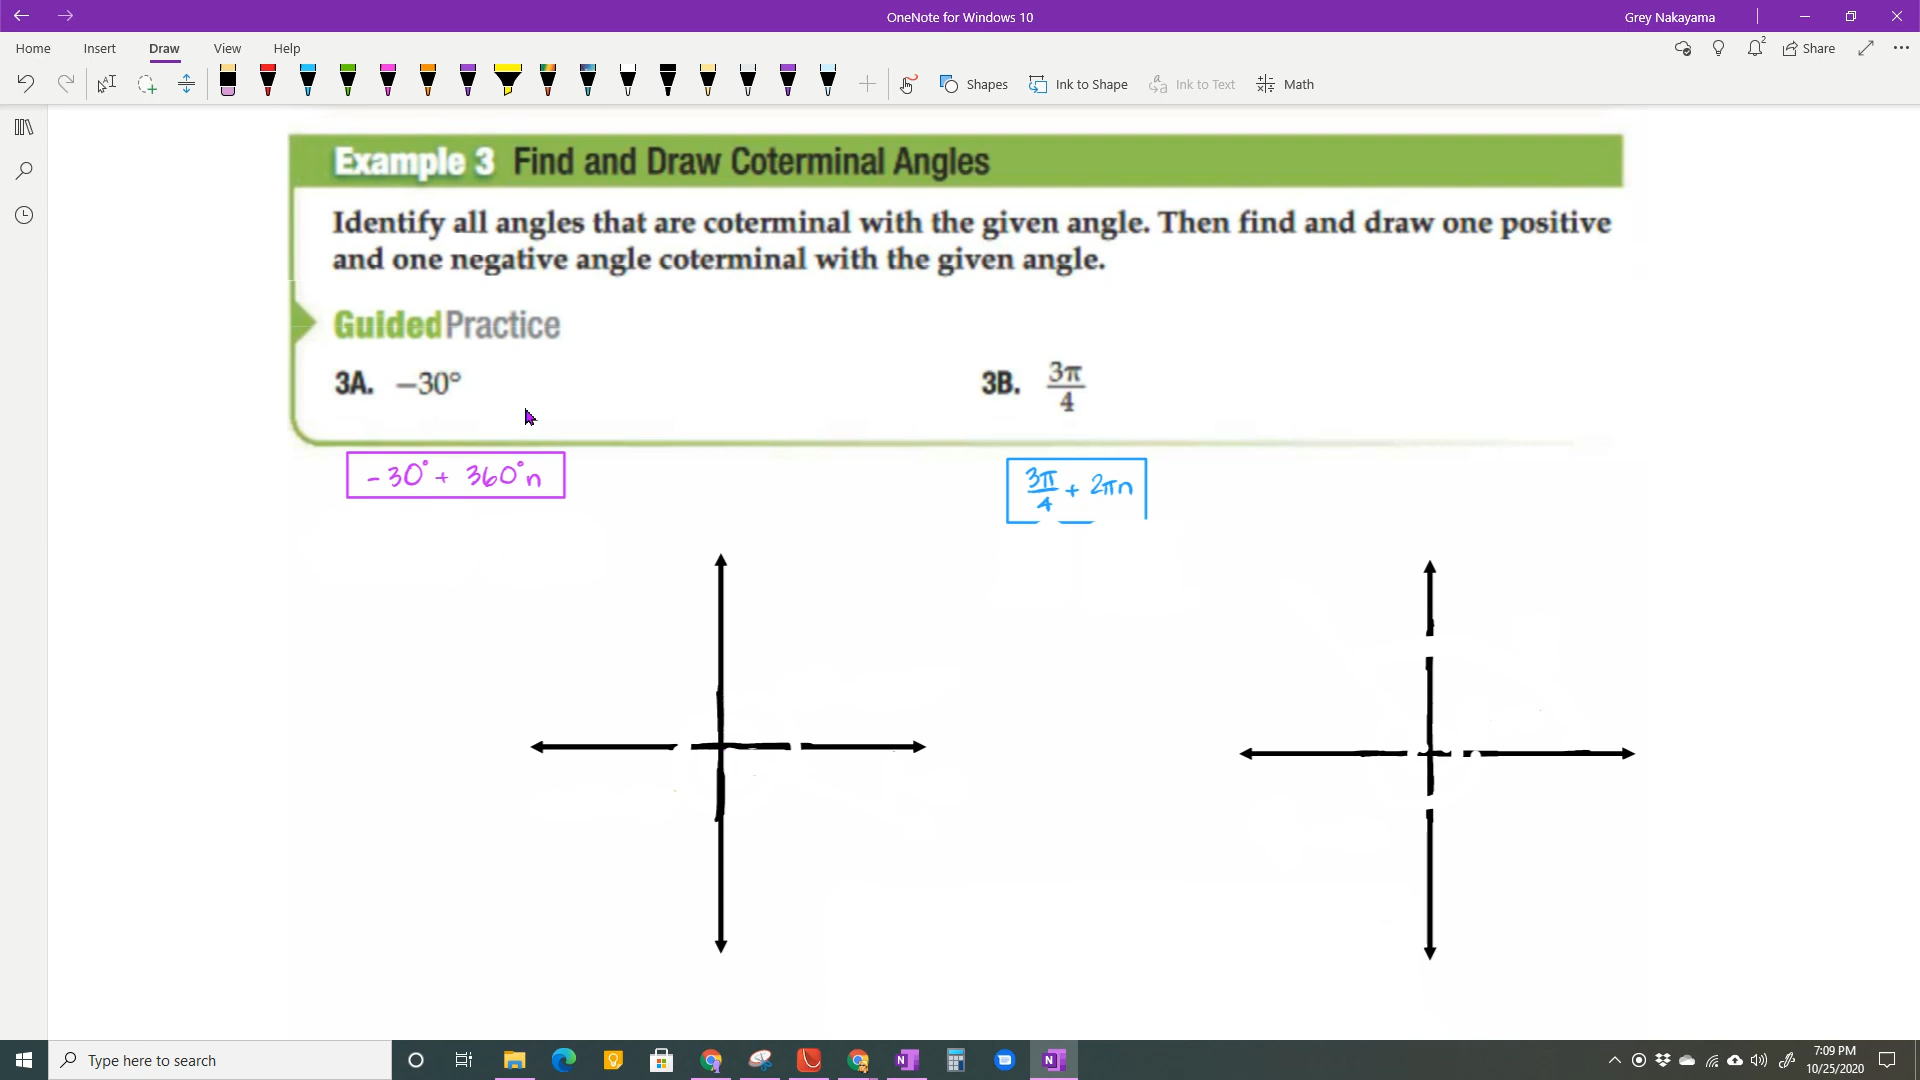 OneNote for Windows 10
Grey Nakayama
Home Insert Draw View Help
2
Share
Shapes Ink to Shape Ink to Text Math
Example 3 Find and Draw Coterminal Angles
Identify all angles that are coterminal with the given angle. Then find and draw one positive
and one negative angle coterminal with the given angle.
GuidedPractice
3A. −30° 3B. 3π/4
-30° + 360°n
3π/4 + 2πn
Type here to search
7:09 PM
10/25/2020